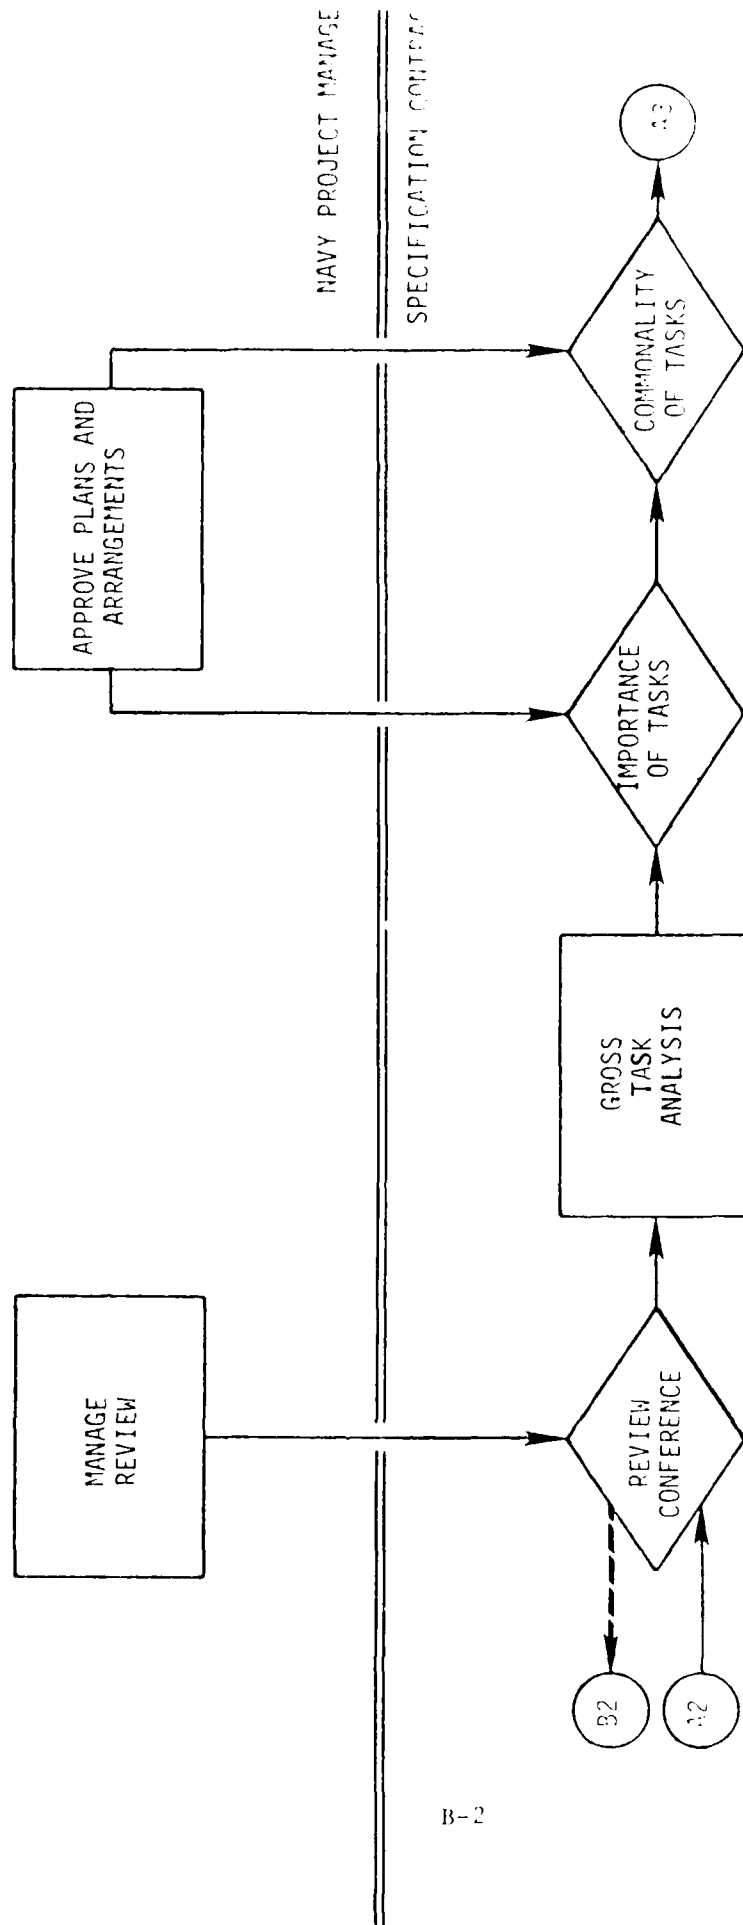 MANAGE
REVIEW
APPROVE PLANS AND
ARRANGEMENTS
NAVY PROJECT MANAGE
SPECIFICATION CONTRAC
B2
A2
REVIEW
CONFERENCE
GROSS
TASK
ANALYSIS
IMPORTANCE
OF TASKS
COMMONALITY
OF TASKS
A3
B-2